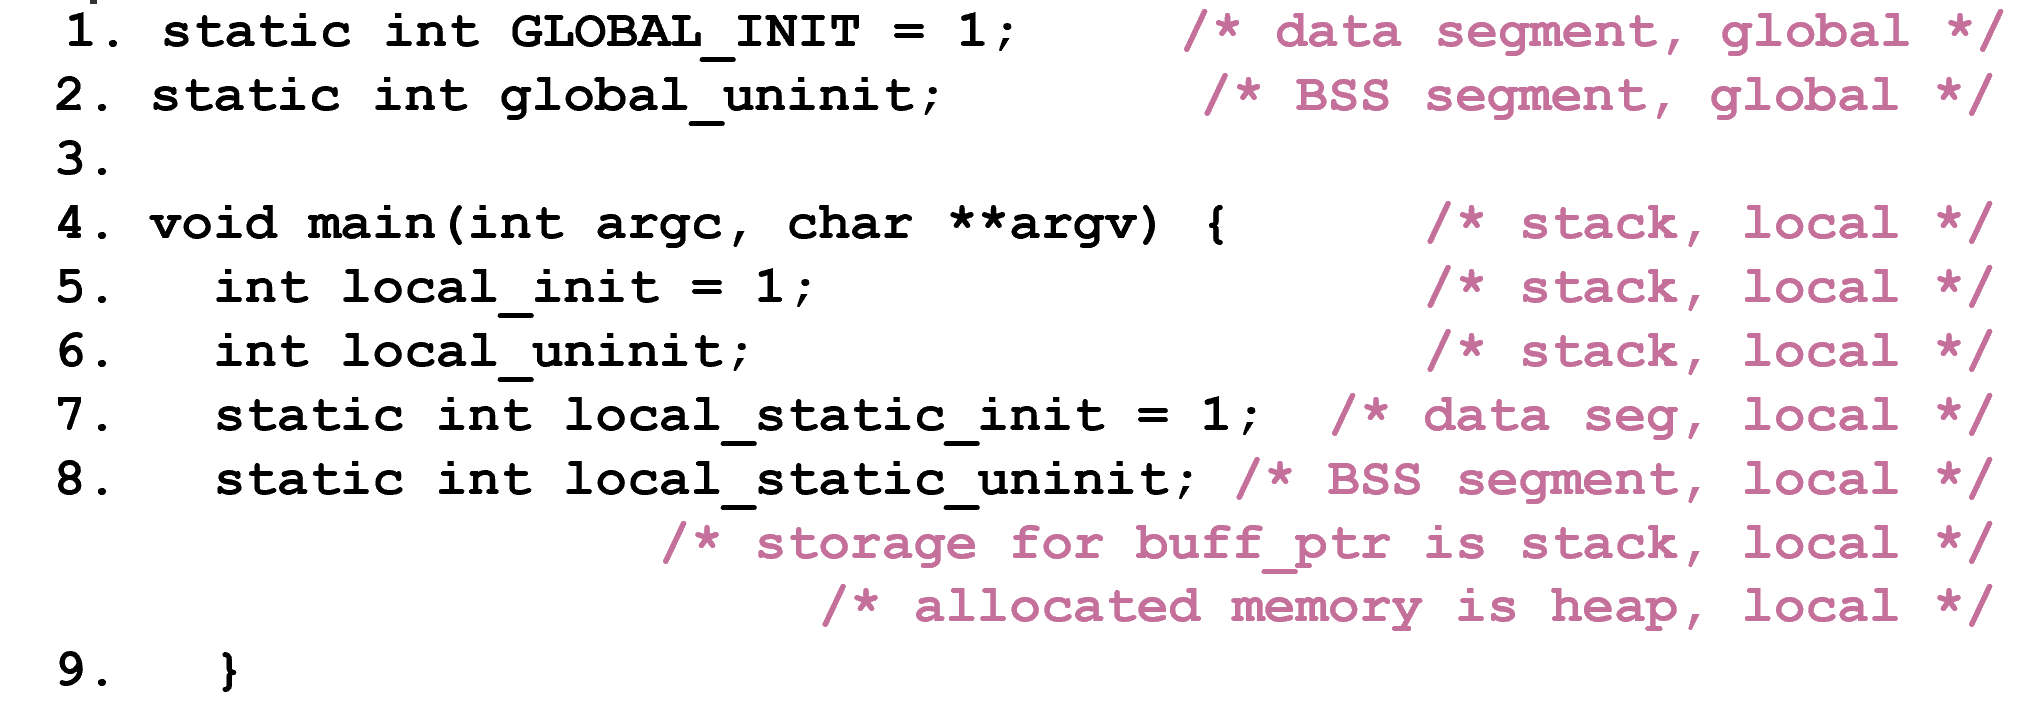 1. static int GLOBAL_INIT = 1; /* data segment, global */
2. static int global_uninit; /* BSS segment, global */
3.
4. void main(int argc, char **argv) { /* stack, local */
5. int local_init = 1; /* stack, local */
6. int local_uninit; /* stack, local */
7. static int local_static_init = 1; /* data seg, local */
8. static int local_static_uninit; /* BSS segment, local */
/* storage for buff_ptr is stack, local */
/* allocated memory is heap, local */
9. }